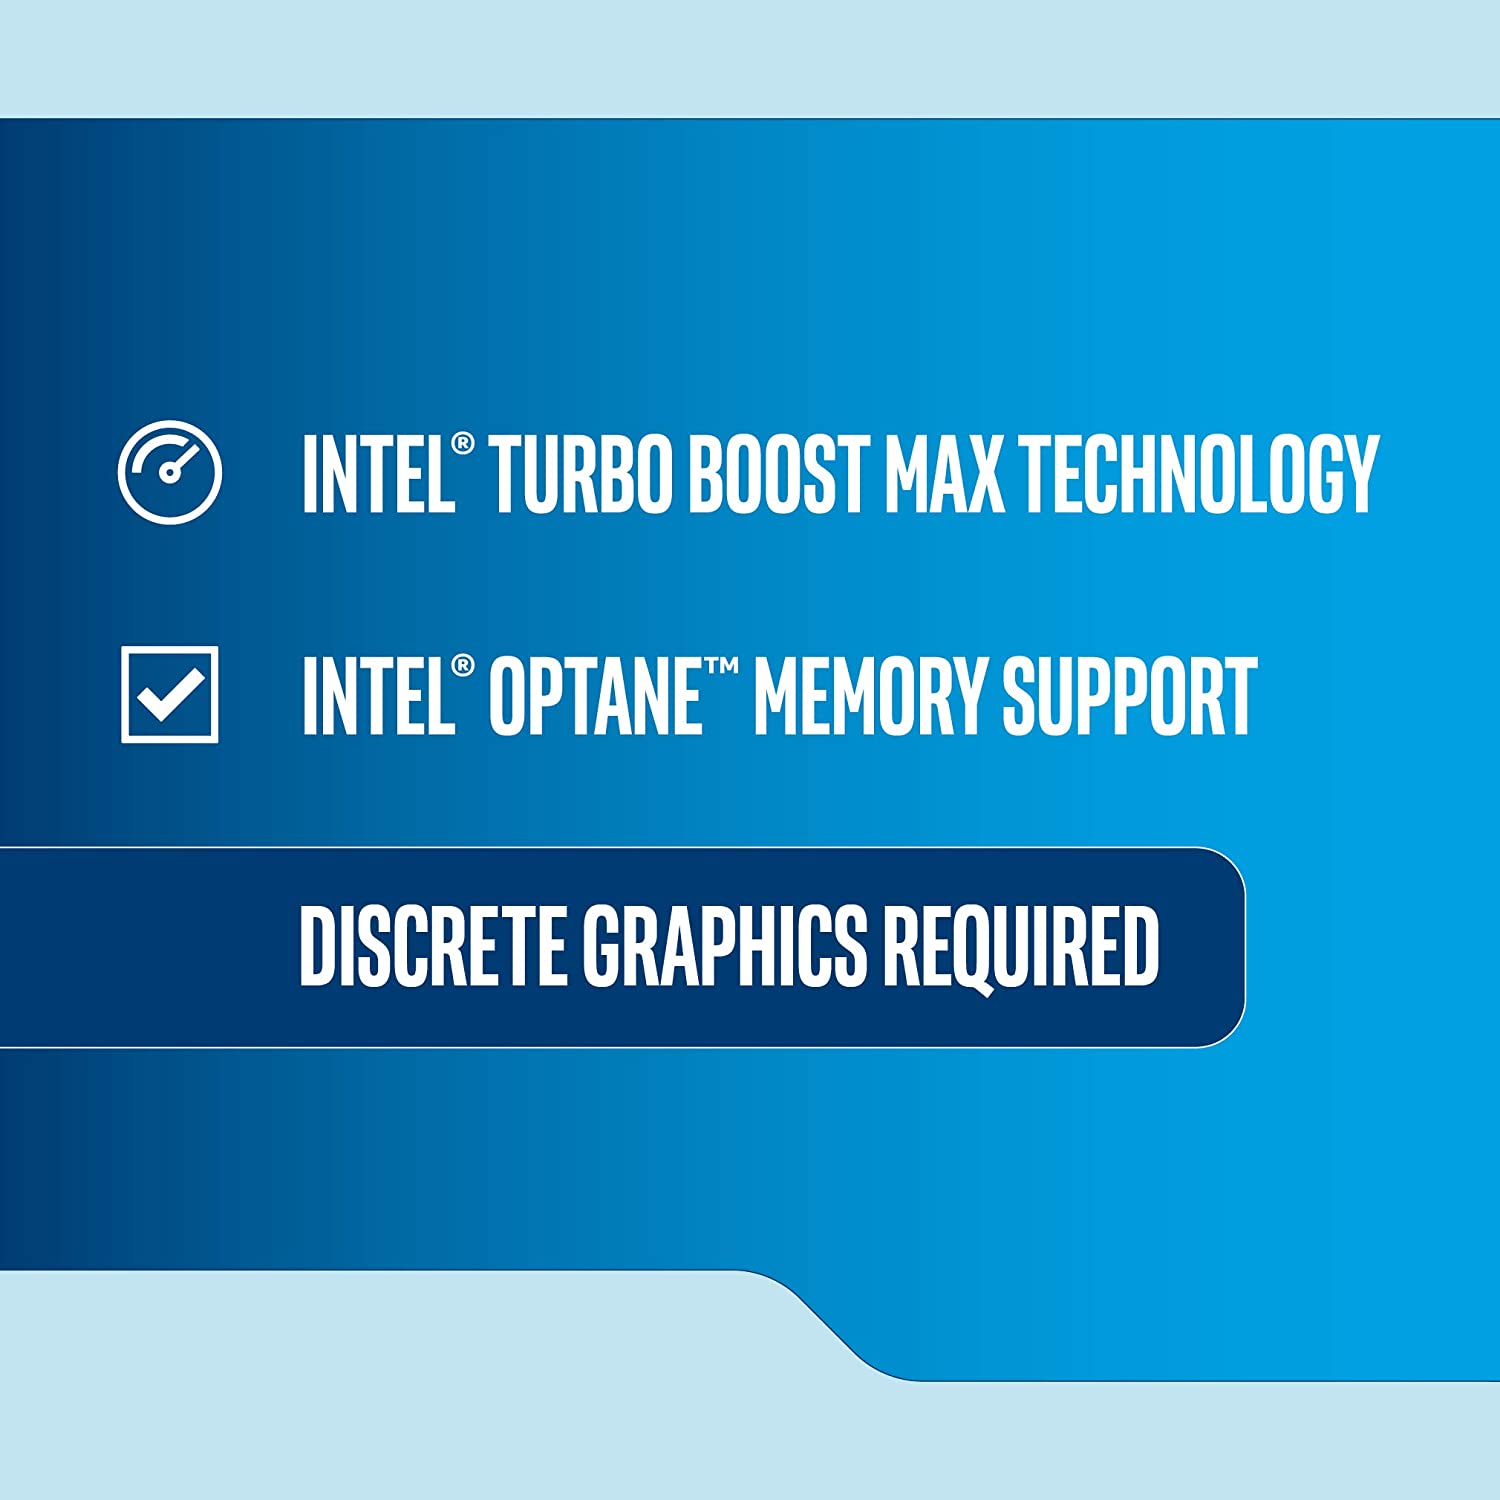 INTEL® TURBO BOOST MAX TECHNOLOGY
INTEL® OPTANE™ MEMORY SUPPORT
DISCRETE GRAPHICS REQUIRED